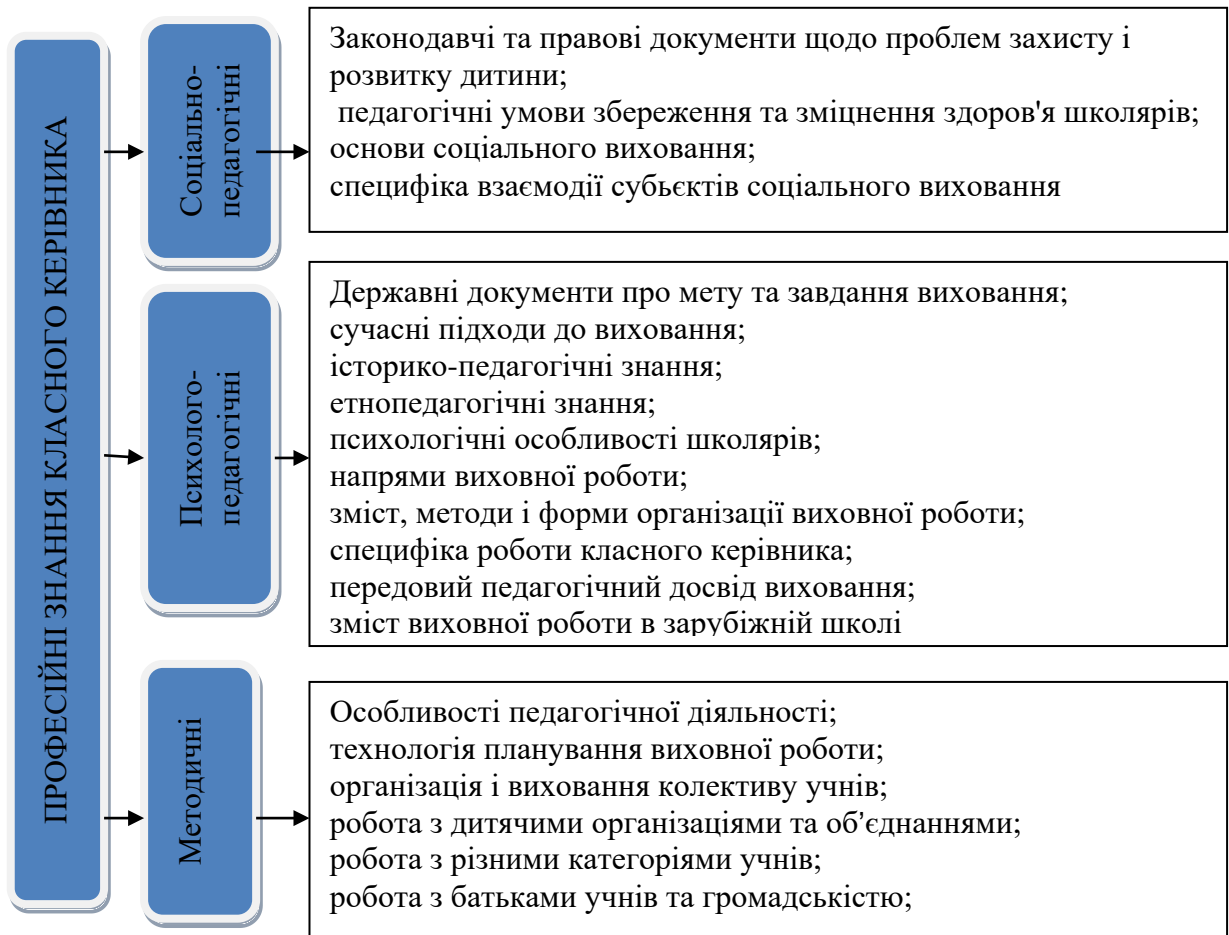 ПРОФЕСІЙНІ ЗНАННЯ КЛАСНОГО КЕРІВНИКА
Соціально-
педагогічні
Законодавчі та правові документи щодо проблем захисту і
розвитку дитини;
педагогічні умови збереження та зміцнення здоров'я школярів;
основи соціального виховання;
специфіка взаємодії субьєктів соціального виховання
Психолого-
педагогічні
Державні документи про мету та завдання виховання;
сучасні підходи до виховання;
історико-педагогічні знання;
етнопедагогічні знання;
психологічні особливості школярів;
напрями виховної роботи;
зміст, методи і форми організації виховної роботи;
специфіка роботи класного керівника;
передовий педагогічний досвід виховання;
зміст виховної роботи в зарубіжній школі
Методичні
Особливості педагогічної діяльності;
технологія планування виховної роботи;
організація і виховання колективу учнів;
робота з дитячими організаціями та об’єднаннями;
робота з різними категоріями учнів;
робота з батьками учнів та громадськістю;